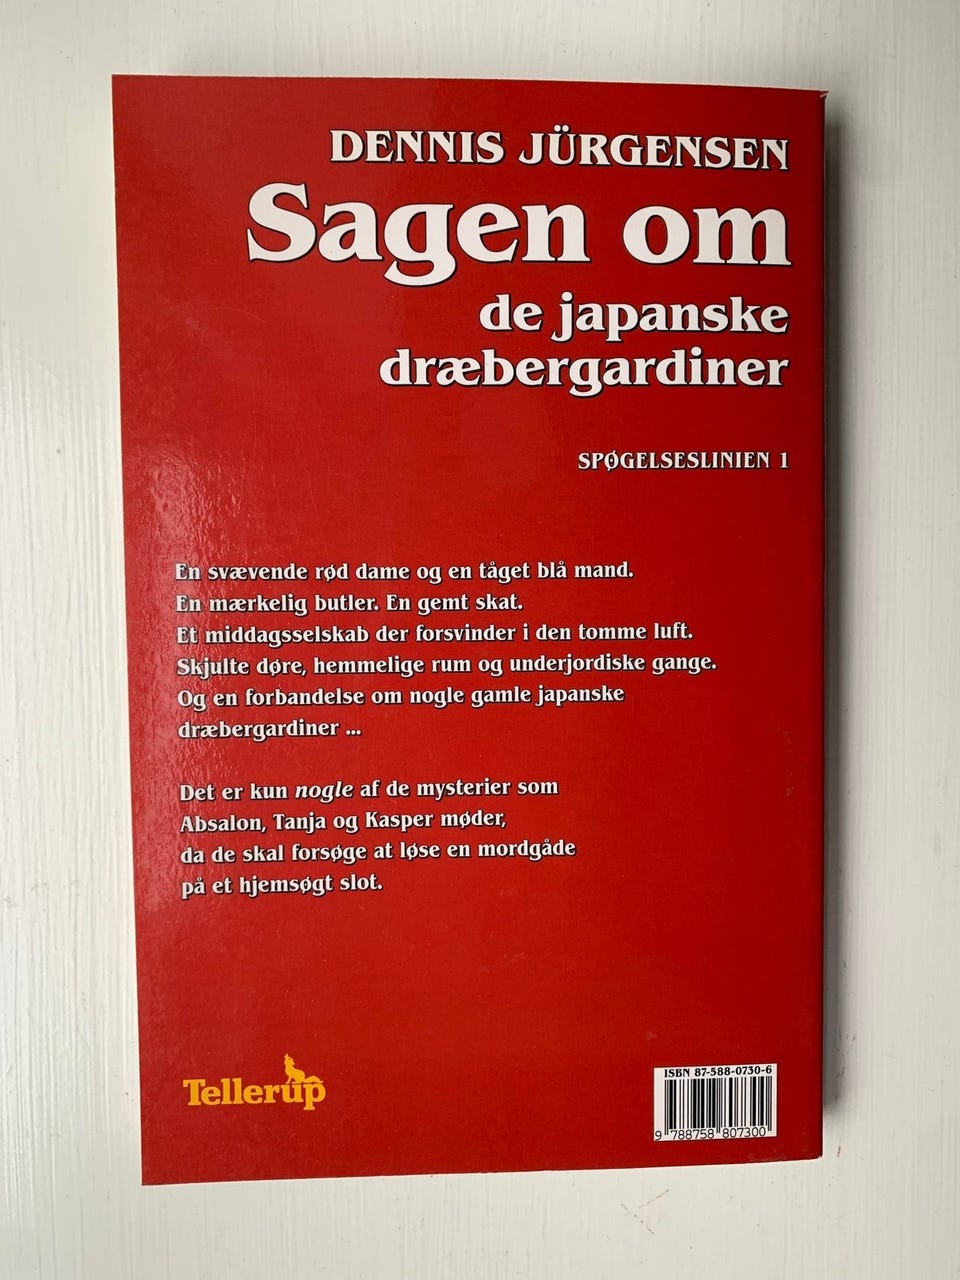 DENNIS JÜRGENSEN
Sagen om
de japanske
dræbergardiner
SPØGELSESLINIEN 1
En svævende rød dame og en tåget blå mand.
En mærkelig butler. En gemt skat.
Et middagsselskab der forsvinder i den tomme luft.
Skjulte døre, hemmelige rum og underjordiske gange.
Og en forbandelse om nogle gamle japanske
dræbergardiner ...
Det er kun nogle af de mysterier som
Absalon, Tanja og Kasper møder,
da de skal forsøge at løse en mordgåde
på et hjemsøgt slot.
Tellerup
ISBN 87-588-0730-6
9 788758 807300